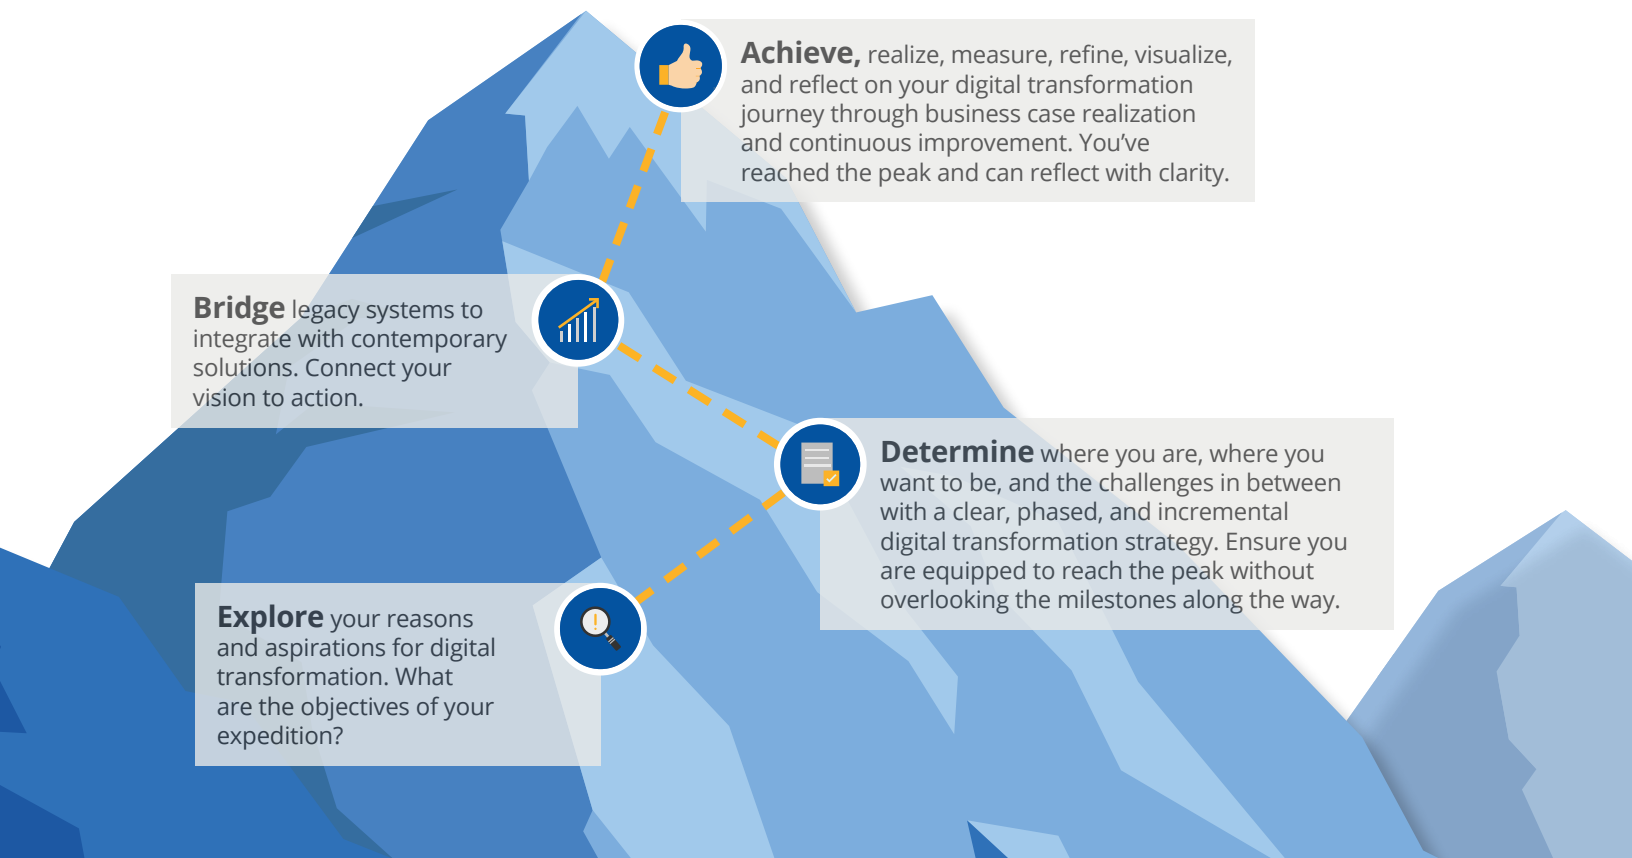 Achieve, realize, measure, refine, visualize,
and reflect on your digital transformation
journey through business case realization
and continuous improvement. You’ve
reached the peak and can reflect with clarity.
Bridge legacy systems to
integrate with contemporary
solutions. Connect your
vision to action.
Determine where you are, where you
want to be, and the challenges in between
with a clear, phased, and incremental
digital transformation strategy. Ensure you
are equipped to reach the peak without
overlooking the milestones along the way.
Explore your reasons
and aspirations for digital
transformation. What
are the objectives of your
expedition?